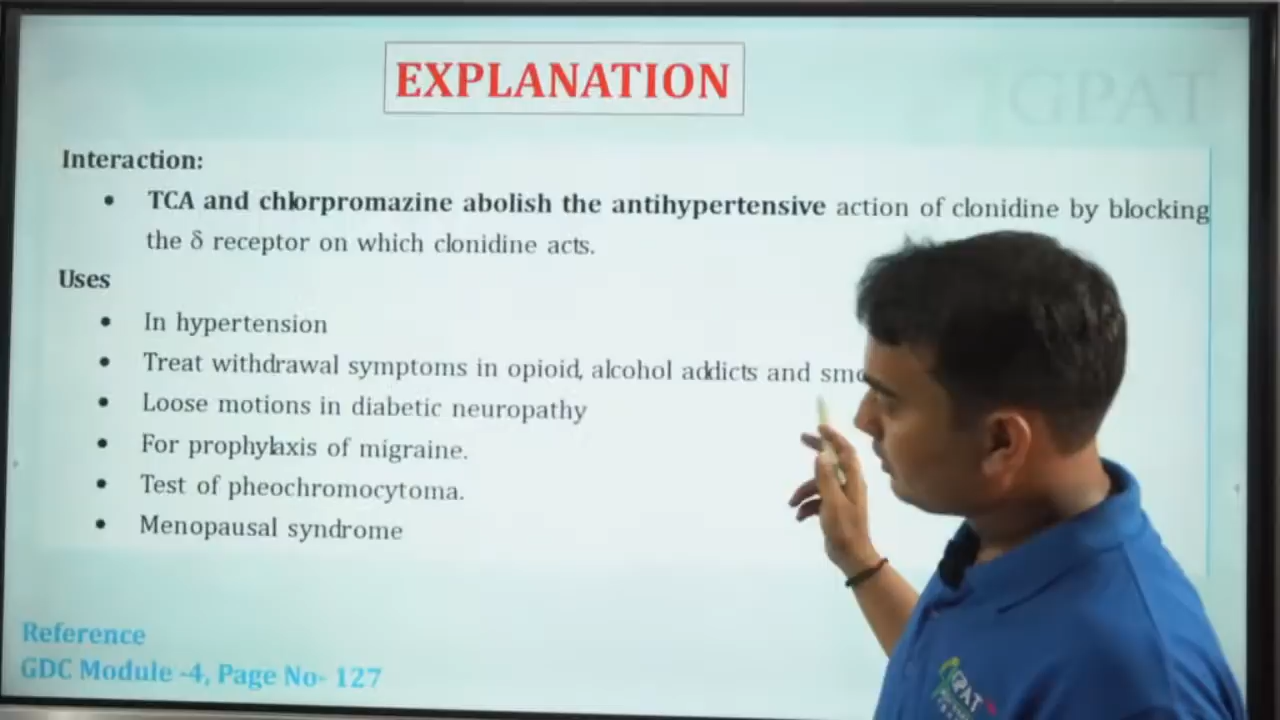 GPAT
EXPLANATION
Interaction:
• TCA and chlorpromazine abolish the antihypertensive action of clonidine by blocking
the δ receptor on which clonidine acts.
Uses
• In hypertension
• Treat withdrawal symptoms in opioid, alcohol addicts and
• Loose motions in diabetic neuropathy
• For prophylaxis of migraine.
• Test of pheochromocytoma.
• Menopausal syndrome
Reference
GDC Module -4, Page No- 127
GPAT